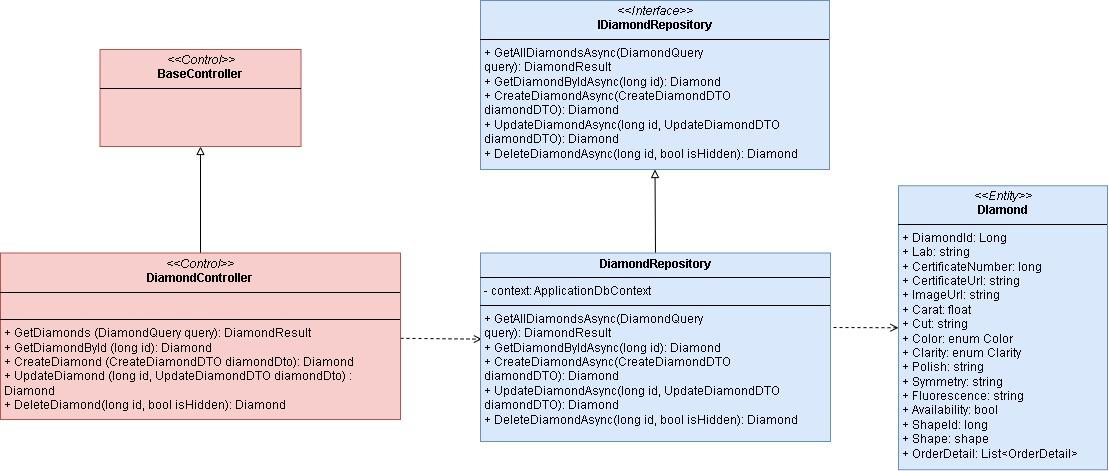 <<Control>>
BaseController
<<Interface>>
IDiamondRepository
+ GetAllDiamondsAsync(DiamondQuery
query): DiamondResult
+ GetDiamondByIdAsync(long id): Diamond
+ CreateDiamondAsync(CreateDiamondDTO
diamondDTO): Diamond
+ UpdateDiamondAsync(long id, UpdateDiamondDTO
diamondDTO): Diamond
+ DeleteDiamondAsync(long id, bool isHidden): Diamond
<<Control>>
DiamondController
+ GetDiamonds (DiamondQuery query): DiamondResult
+ GetDiamondById (long id): Diamond
+ CreateDiamond (CreateDiamondDTO diamondDto): Diamond
+ UpdateDiamond (long id, UpdateDiamondDTO diamondDto) :
Diamond
+ DeleteDiamond(long id, bool isHidden): Diamond
DiamondRepository
- context: ApplicationDbContext
+ GetAllDiamondsAsync(DiamondQuery
query): DiamondResult
+ GetDiamondByIdAsync(long id): Diamond
+ CreateDiamondAsync(CreateDiamondDTO
diamondDTO): Diamond
+ UpdateDiamondAsync(long id, UpdateDiamondDTO
diamondDTO): Diamond
+ DeleteDiamondAsync(long id, bool isHidden): Diamond
<<Entity>>
Diamond
+ DiamondId: Long
+ Lab: string
+ CertificateNumber: long
+ CertificateUrl: string
+ ImageUrl: string
+ Carat: float
+ Cut: string
+ Color: enum Color
+ Clarity: enum Clarity
+ Polish: string
+ Symmetry: string
+ Fluorescence: string
+ Availability: bool
+ ShapeId: long
+ Shape: shape
+ OrderDetail: List<OrderDetail>